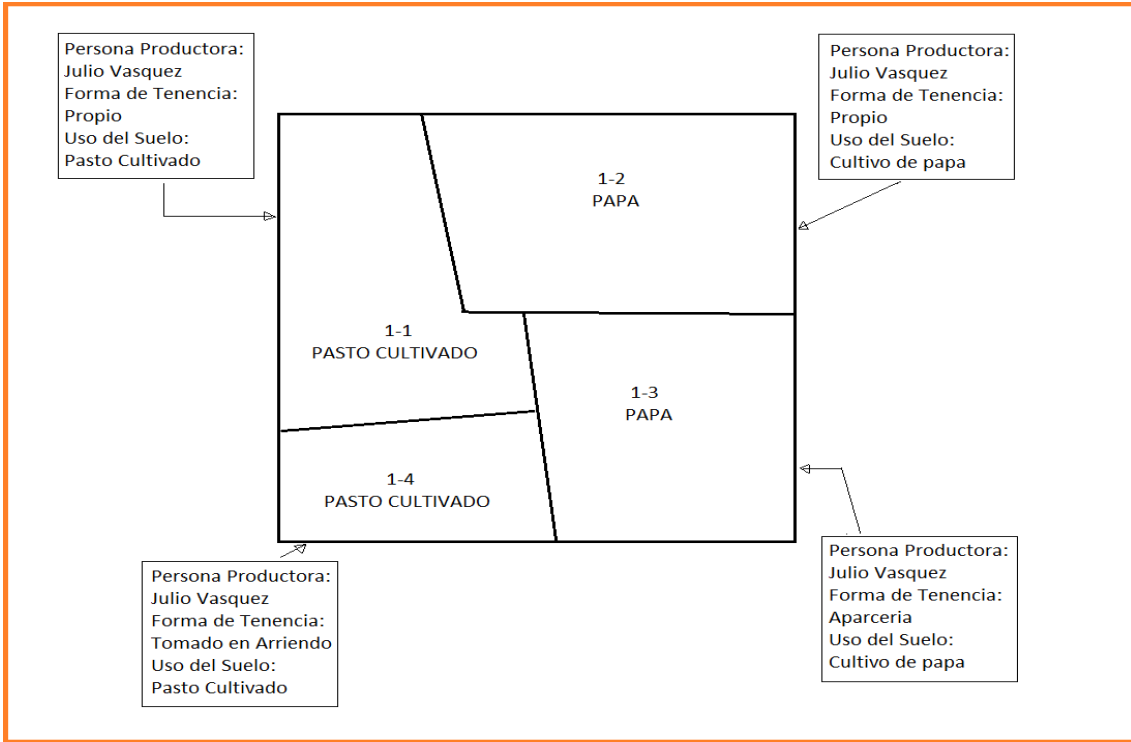 Persona Productora:
Julio Vasquez
Forma de Tenencia:
Propio
Uso del Suelo:
Pasto Cultivado
Persona Productora:
Julio Vasquez
Forma de Tenencia:
Propio
Uso del Suelo:
Cultivo de papa
1-2
PAPA
1-1
PASTO CULTIVADO
1-3
PAPA
1-4
PASTO CULTIVADO
Persona Productora:
Julio Vasquez
Forma de Tenencia:
Tomado en Arriendo
Uso del Suelo:
Pasto Cultivado
Persona Productora:
Julio Vasquez
Forma de Tenencia:
Aparceria
Uso del Suelo:
Cultivo de papa